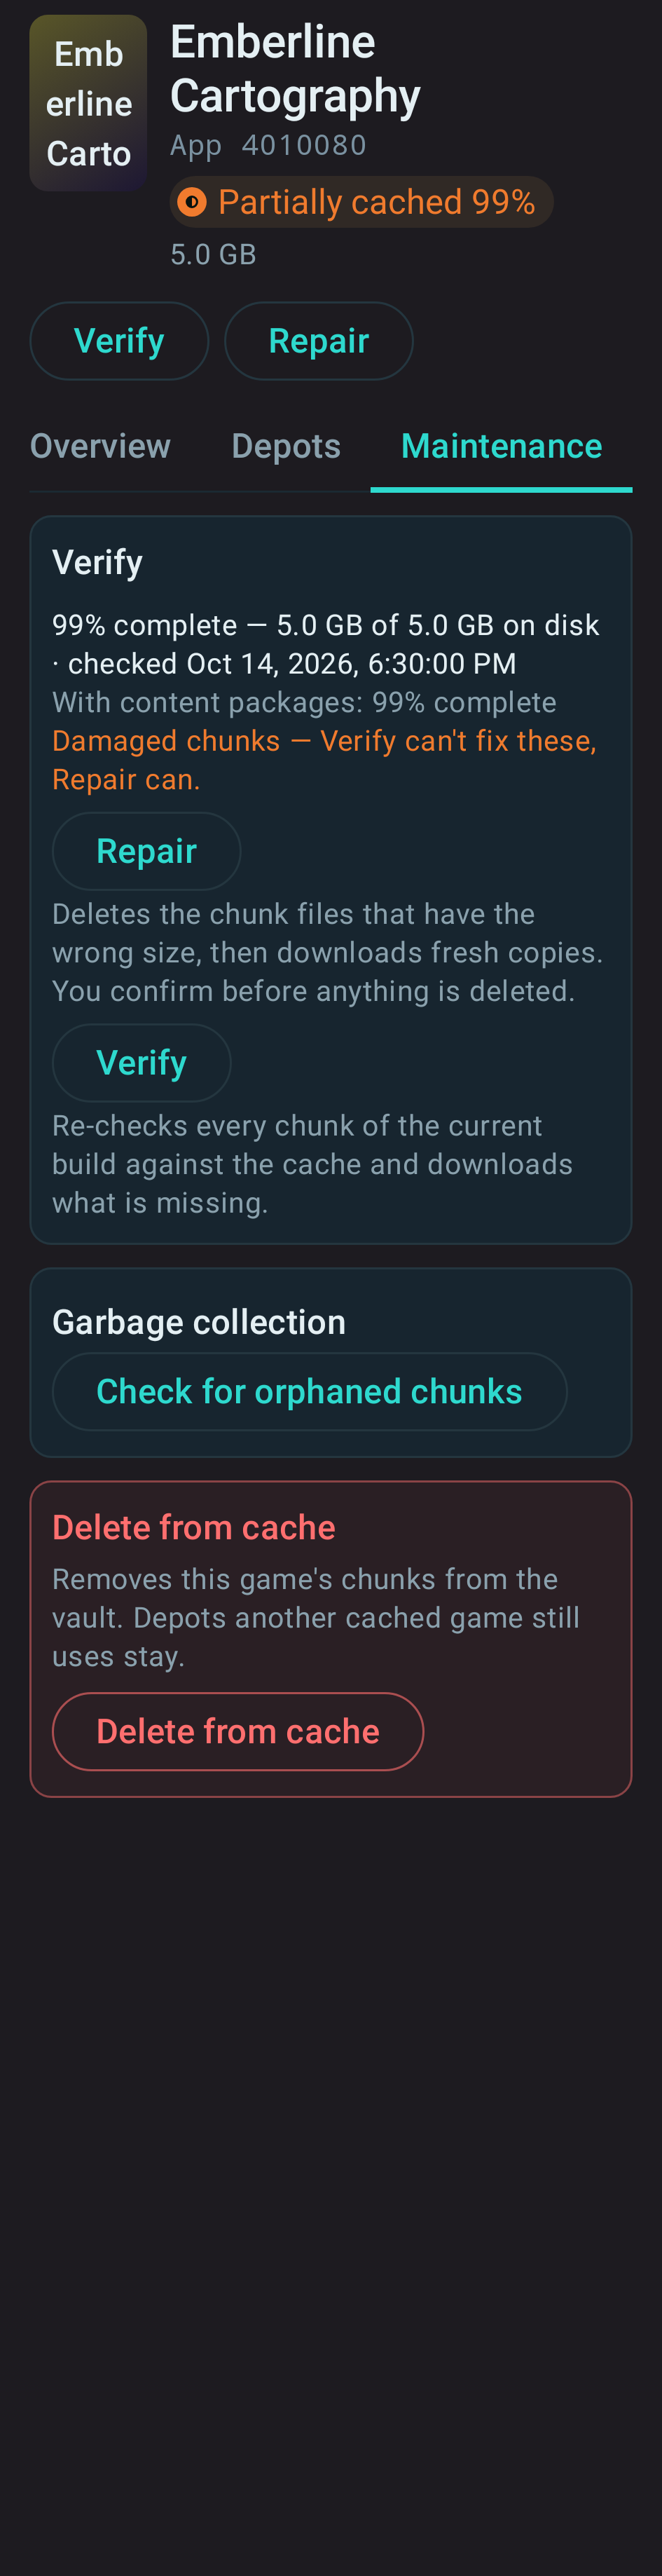 Emb
erline
Carto
Emberline
Cartography
App 4010080
Partially cached 99%
5.0 GB
Verify
Repair
Overview
Depots
Maintenance
Verify
99% complete — 5.0 GB of 5.0 GB on disk
· checked Oct 14, 2026, 6:30:00 PM
With content packages: 99% complete
Damaged chunks — Verify can't fix these,
Repair can.
Repair
Deletes the chunk files that have the
wrong size, then downloads fresh copies.
You confirm before anything is deleted.
Verify
Re-checks every chunk of the current
build against the cache and downloads
what is missing.
Garbage collection
Check for orphaned chunks
Delete from cache
Removes this game's chunks from the
vault. Depots another cached game still
uses stay.
Delete from cache